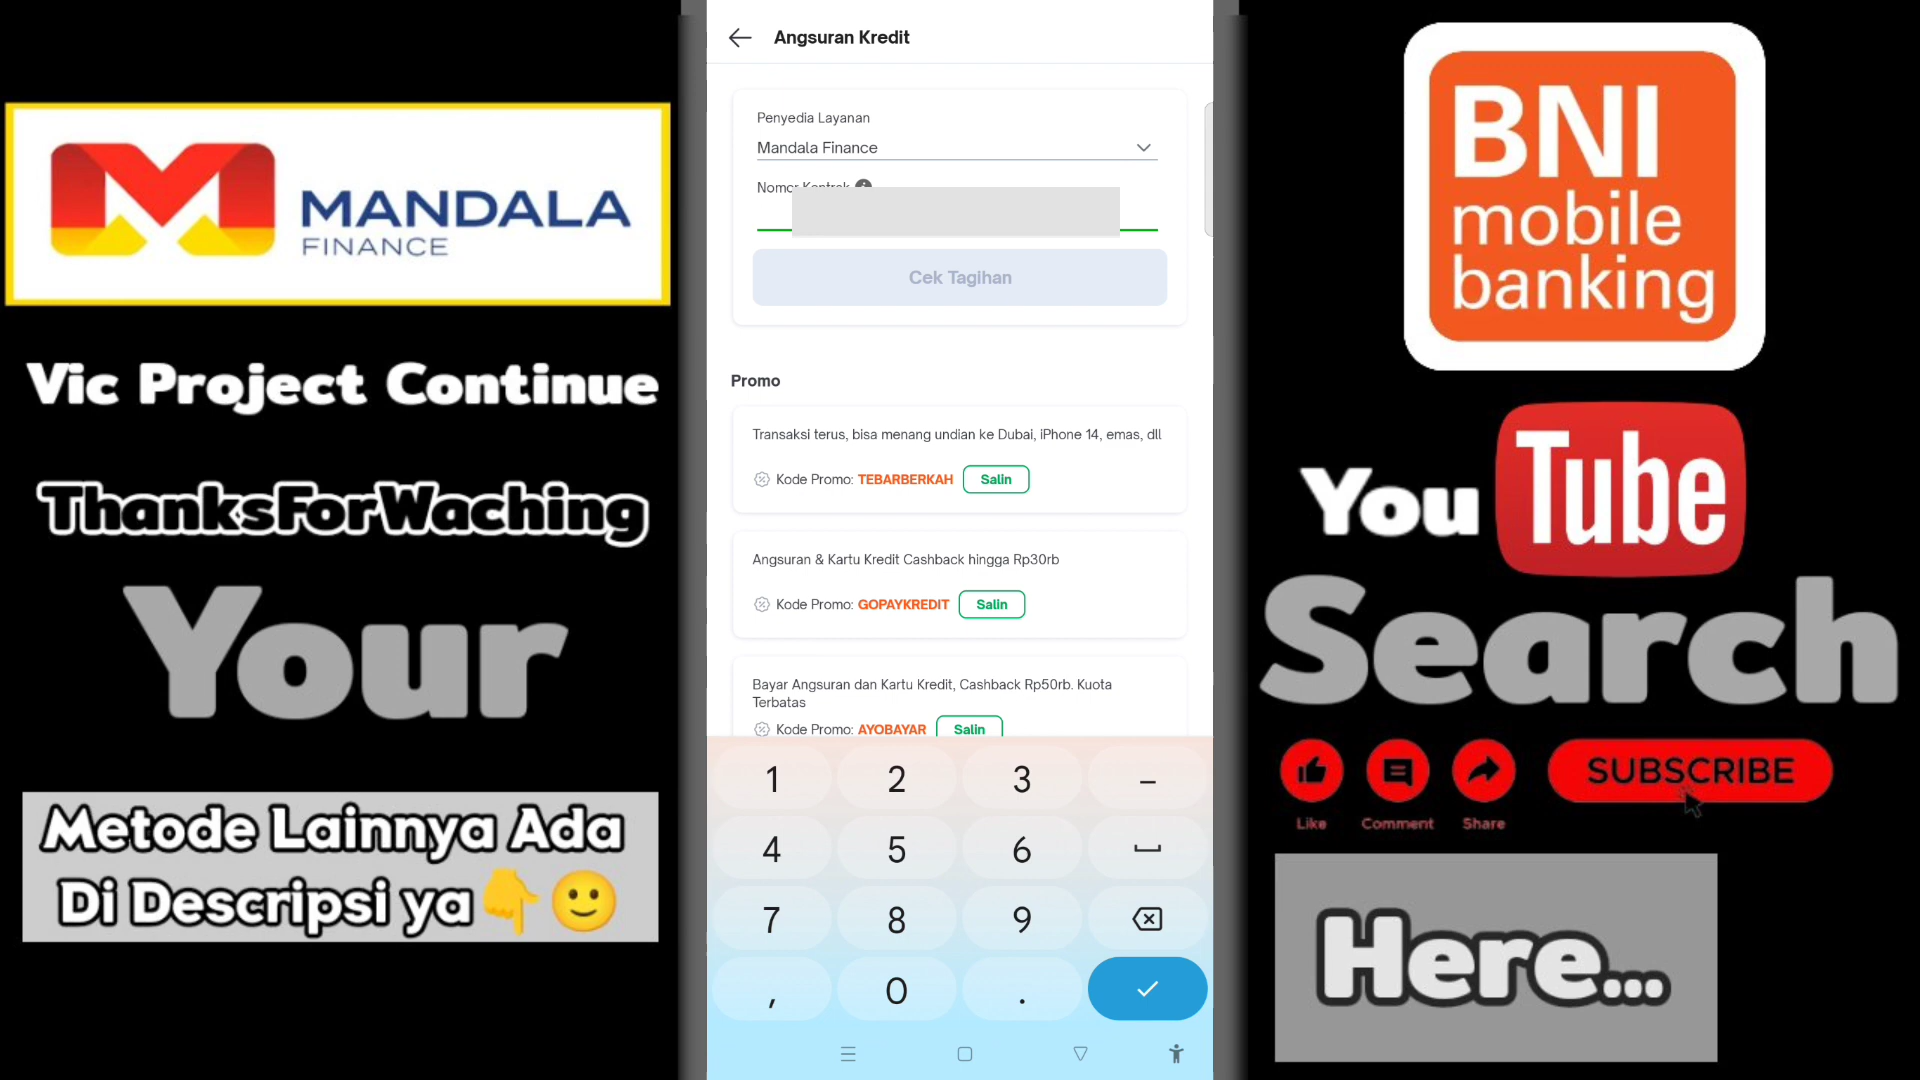 MANDALA
FINANCE
Vic Project Continue
ThanksForWaching
Your
Metode Lainnya Ada
Di Descripsi ya👇🙂
Angsuran Kredit
Penyedia Layanan
Mandala Finance
Nomor Kontrak
Cek Tagihan
Promo
Transaksi terus, bisa menang undian ke Dubai, iPhone 14, emas, dll
Kode Promo: TEBARBERKAH Salin
Angsuran & Kartu Kredit Cashback hingga Rp30rb
Kode Promo: GOPAYKREDIT Salin
Bayar Angsuran dan Kartu Kredit, Cashback Rp50rb. Kuota
Terbatas
Kode Promo: AYOBAYAR Salin
1 2 3 –
4 5 6
7 8 9
, 0 .
BNI
mobile
banking
You Tube
Search
SUBSCRIBE
Like Comment Share
Here...